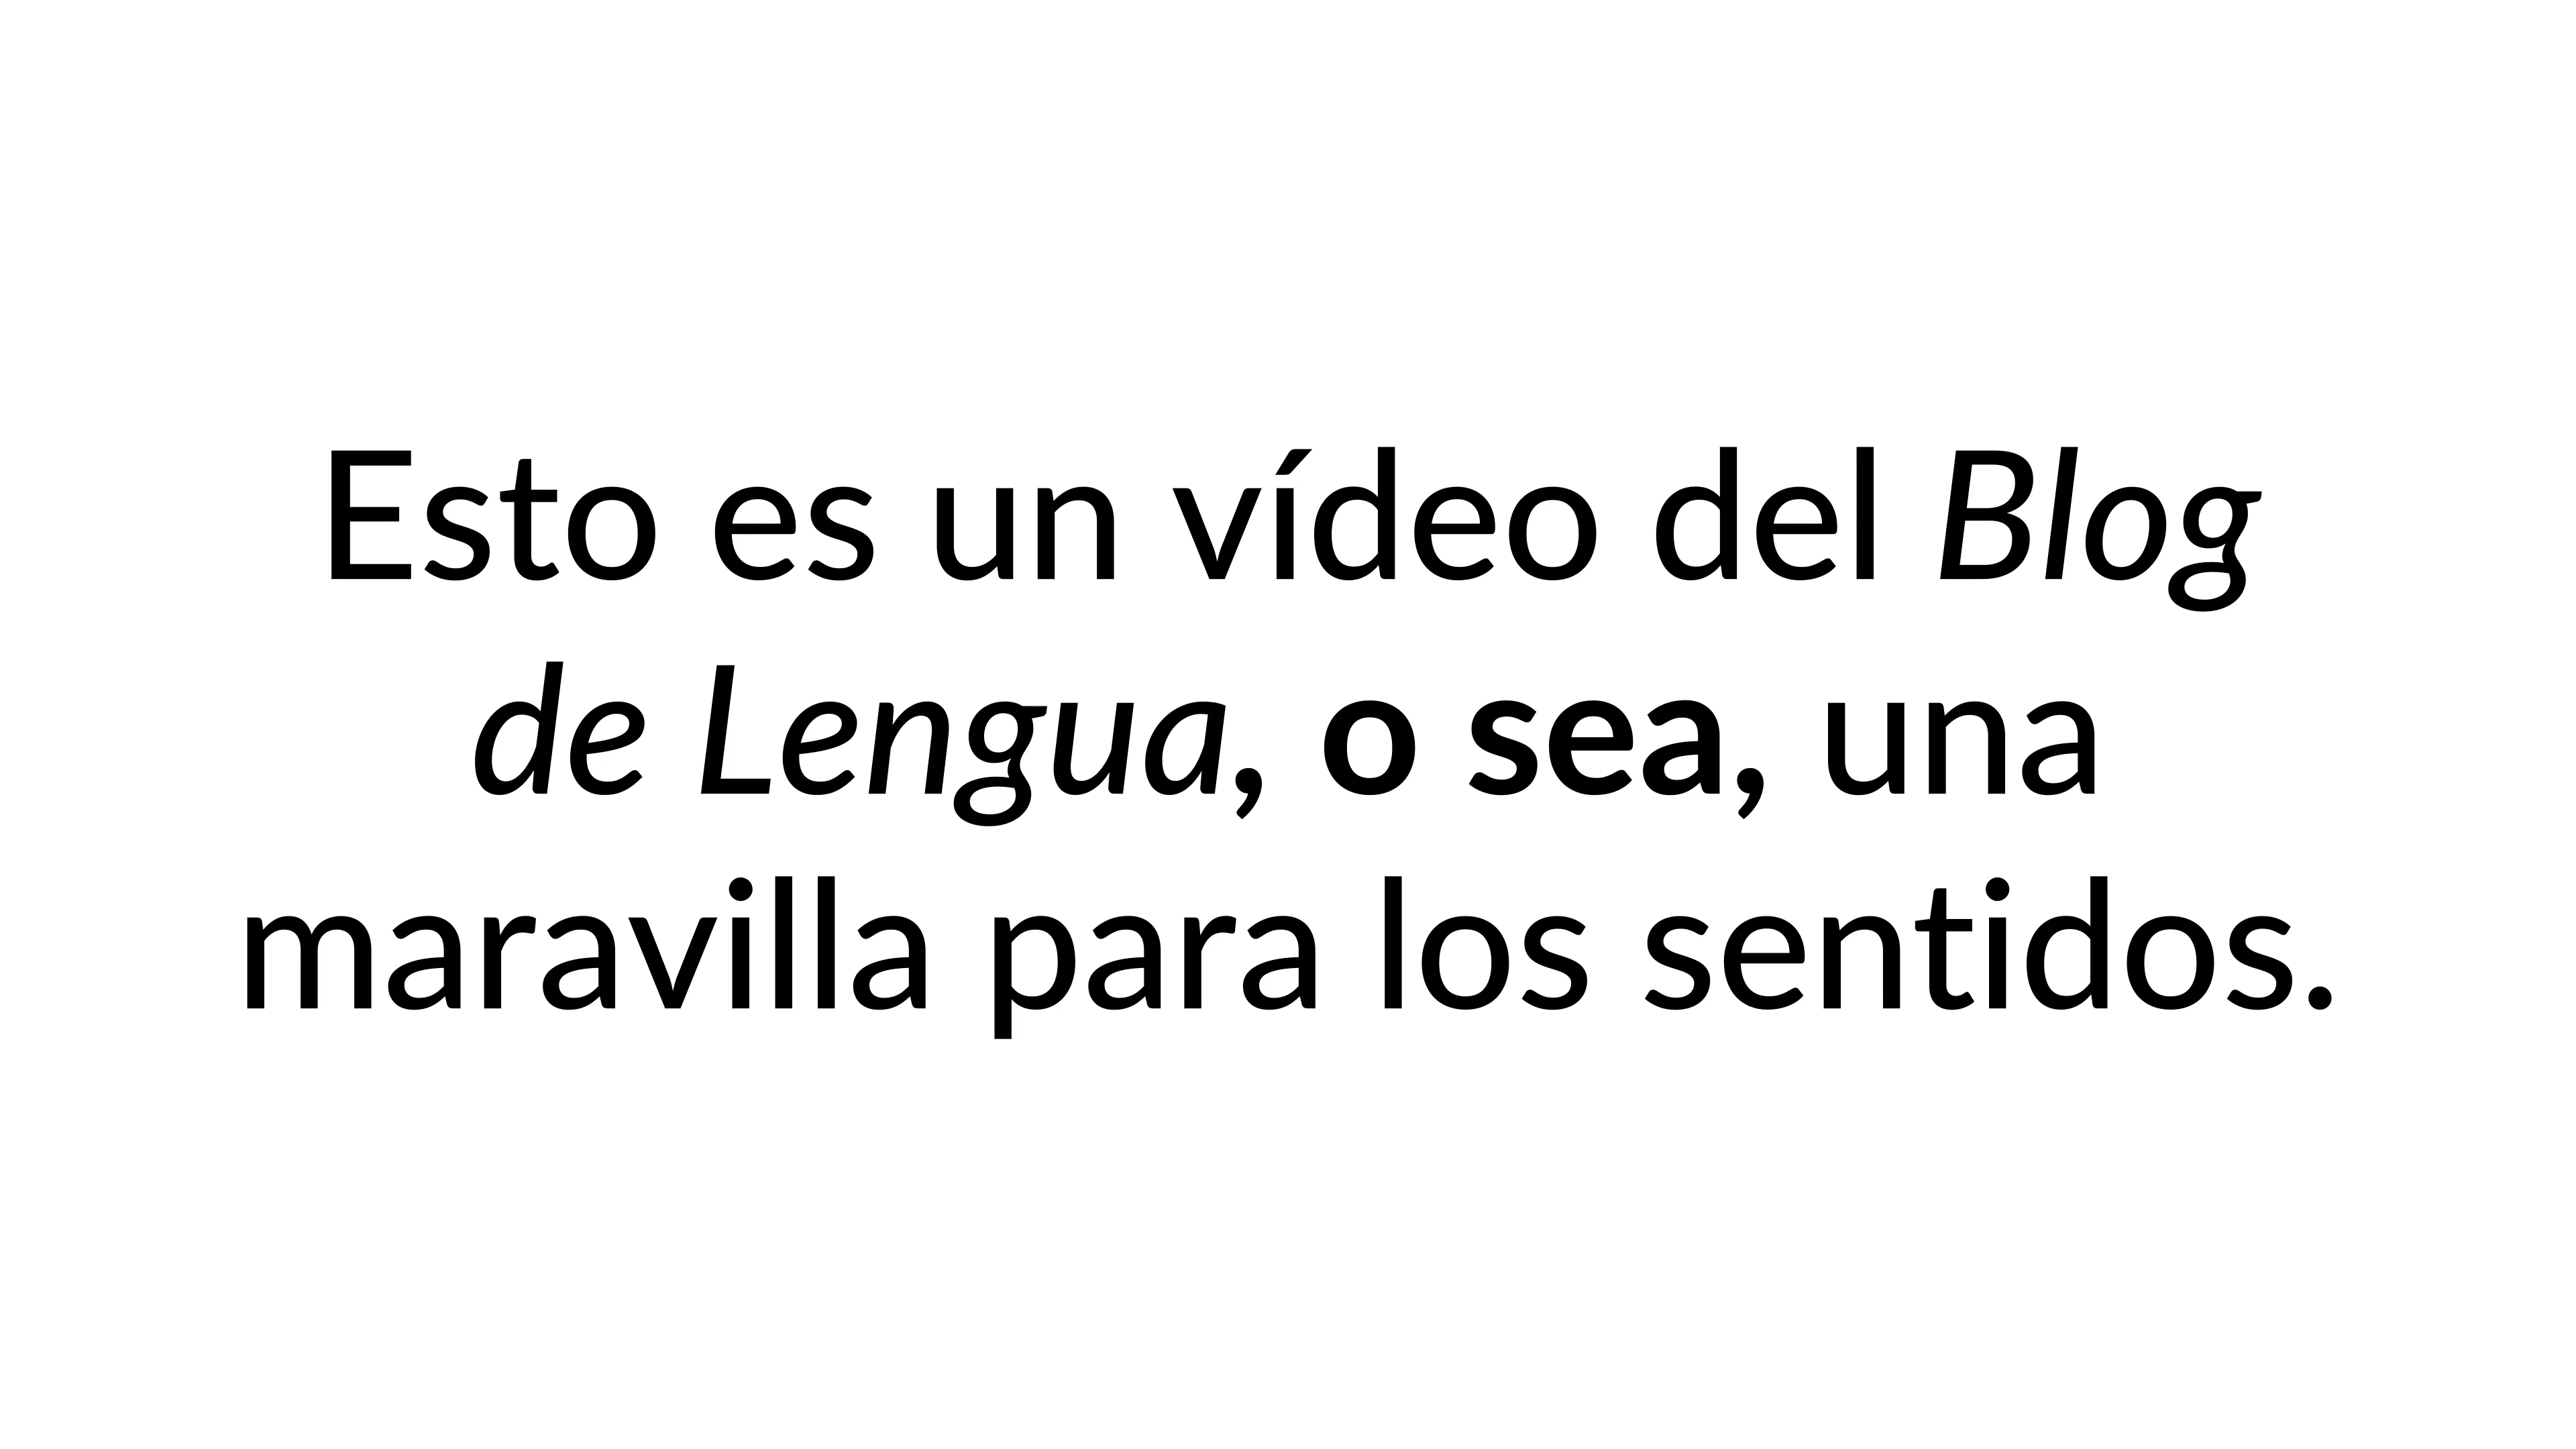 Esto es un vídeo del Blog
de Lengua, o sea, una
maravilla para los sentidos.